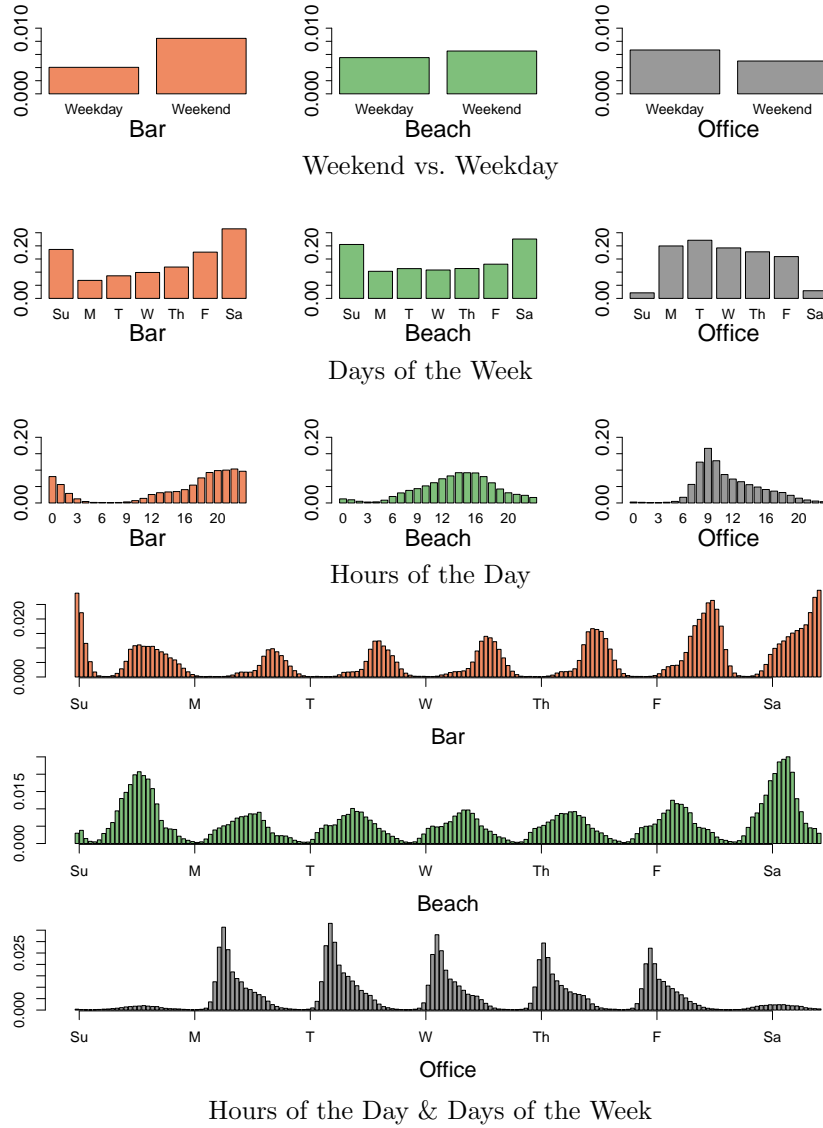 0.000 0.010 0.000 0.010 0.000 0.010
Weekday Weekend Weekday Weekend Weekday Weekend
Bar Beach Office
Weekend vs. Weekday
0.00 0.20 0.00 0.20 0.00 0.20
Su M T W Th F Sa Su M T W Th F Sa Su M T W Th F Sa
Bar Beach Office
Days of the Week
0.00 0.20 0.00 0.20 0.00 0.20
0 3 6 9 12 16 20 0 3 6 9 12 16 20 0 3 6 9 12 16 20
Bar Beach Office
Hours of the Day
0.000 0.020
Su M T W Th F Sa
Bar
0.000 0.015
Su M T W Th F Sa
Beach
0.000 0.025
Su M T W Th F Sa
Office
Hours of the Day & Days of the Week